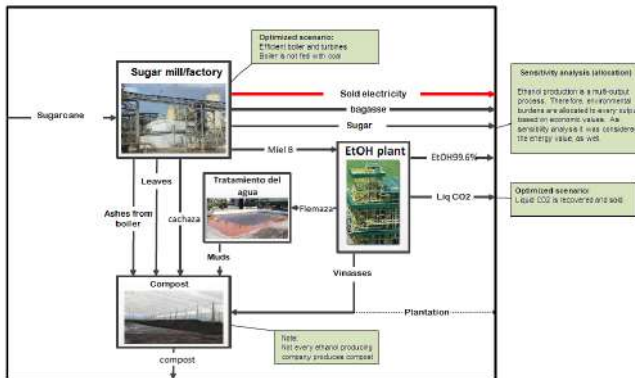 Optimized scenario:
Efficient boiler and turbines
Boiler is not fed with coal
Sugar mill/factory
Sensitivity analysis (allocation)
Ethanol production is a multi-output
process. Therefore, environmental
burdens are allocated to every output
based on economic values. As
sensibility analysis it was considered
the energy value, as well.
Sold electricity
bagasse
Sugarcane
Sugar
Miel B
EtOH plant
EtOH99.6%
Leaves
Tratamiento del
agua
Ashes from
boiler
cachaza
Flemaza
Liq CO2
Optimized scenario:
Liquid CO2 is recovered and sold
Muds
Vinasses
Compost
Plantation
Note:
Not every ethanol producing
company produces compost
compost